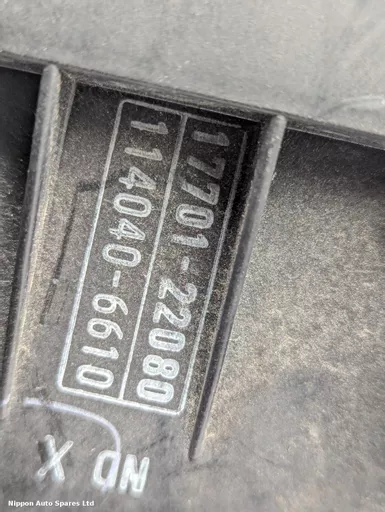 17701-22080
114040-6610
ND X
Nippon Auto Spares Ltd